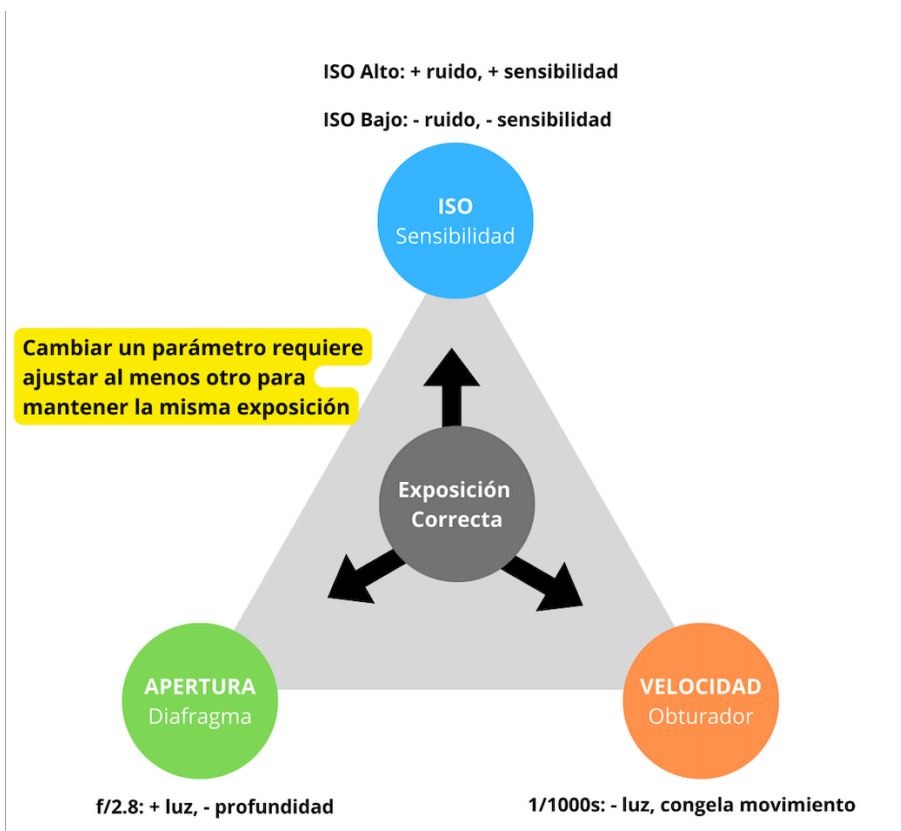 ISO Alto: + ruido, + sensibilidad
ISO Bajo: - ruido, - sensibilidad
ISO
Sensibilidad
Cambiar un parámetro requiere
ajustar al menos otro para
mantener la misma exposición
Exposición
Correcta
APERTURA
Diafragma
VELOCIDAD
Obturador
f/2.8: + luz, - profundidad
1/1000s: - luz, congela movimiento